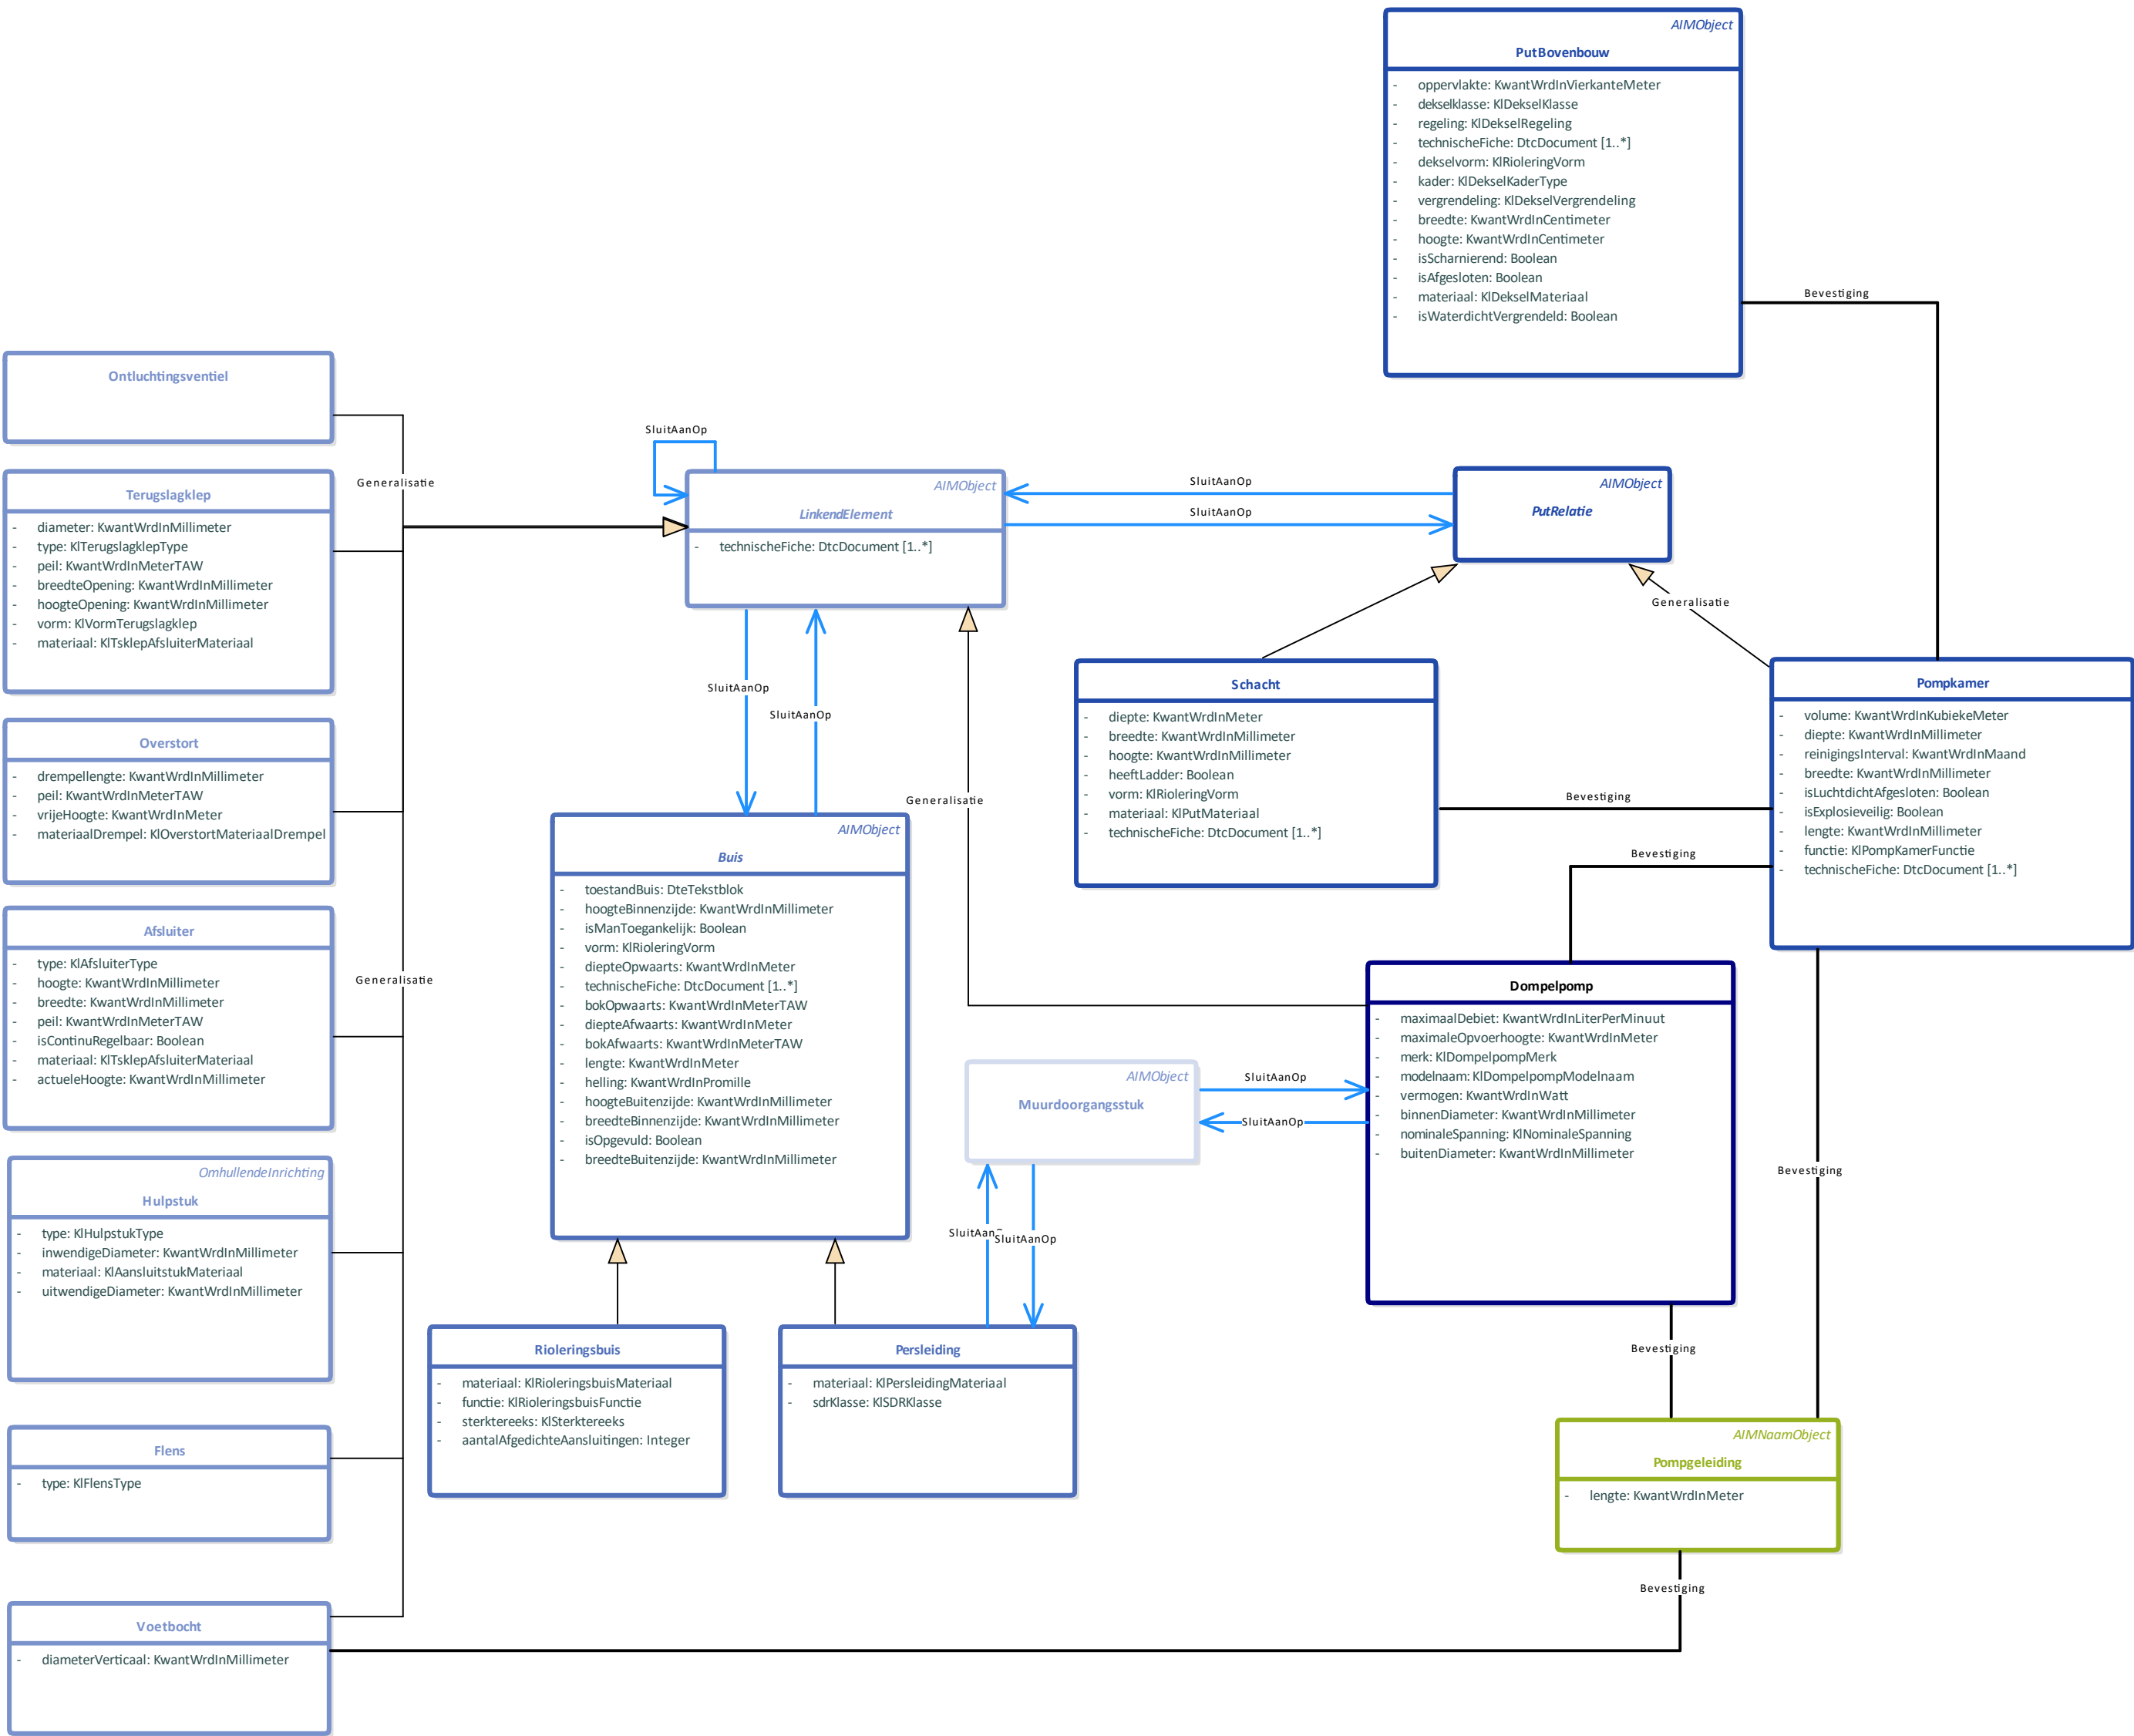 AIMObject
PutBovenbouw
- oppervlakte: KwantWrdInVierkanteMeter
- dekselklasse: KlDekselKlasse
- regeling: KlDekselRegeling
- technischeFiche: DtcDocument [1..*]
- dekselvorm: KlRioleringVorm
- kader: KlDekselKaderType
- vergrendeling: KlDekselVergrendeling
- breedte: KwantWrdInCentimeter
- hoogte: KwantWrdInCentimeter
- isScharnierend: Boolean
- isAfgesloten: Boolean
- materiaal: KlDekselMateriaal
- isWaterdichtVergrendeld: Boolean
Bevestiging
Ontluchtingsventiel
Generalisatie
Terugslagklep
- diameter: KwantWrdInMillimeter
- type: KlTerugslagklepType
- peil: KwantWrdInMeterTAW
- breedteOpening: KwantWrdInMillimeter
- hoogteOpening: KwantWrdInMillimeter
- vorm: KlVormTerugslagklep
- materiaal: KlTsklepAfsluiterMateriaal
Overstort
- drempellengte: KwantWrdInMillimeter
- peil: KwantWrdInMeterTAW
- vrijeHoogte: KwantWrdInMeter
- materiaalDrempel: KlOverstortMateriaalDrempel
Afsluiter
- type: KlAfsluiterType
- hoogte: KwantWrdInMillimeter
- breedte: KwantWrdInMillimeter
- peil: KwantWrdInMeterTAW
- isContinuRegelbaar: Boolean
- materiaal: KlTsklepAfsluiterMateriaal
- actueleHoogte: KwantWrdInMillimeter
Generalisatie
OmhullendeInrichting
Hulpstuk
- type: KlHulpstukType
- inwendigeDiameter: KwantWrdInMillimeter
- materiaal: KlAansluitstukMateriaal
- uitwendigeDiameter: KwantWrdInMillimeter
Flens
- type: KlFlensType
Voetbocht
- diameterVerticaal: KwantWrdInMillimeter
SluitAanOp
AIMObject
LinkendElement
- technischeFiche: DtcDocument [1..*]
SluitAanOp
SluitAanOp
AIMObject
PutRelatie
Generalisatie
SluitAanOp
SluitAanOp
Generalisatie
Schacht
- diepte: KwantWrdInMeter
- breedte: KwantWrdInMillimeter
- hoogte: KwantWrdInMillimeter
- heeftLadder: Boolean
- vorm: KlRioleringVorm
- materiaal: KlPutMateriaal
- technischeFiche: DtcDocument [1..*]
Bevestiging
Bevestiging
Pompkamer
- volume: KwantWrdInKubiekeMeter
- diepte: KwantWrdInMillimeter
- reinigingsInterval: KwantWrdInMaand
- breedte: KwantWrdInMillimeter
- isLuchtdichtAfgesloten: Boolean
- isExplosieveilig: Boolean
- lengte: KwantWrdInMillimeter
- functie: KlPompKamerFunctie
- technischeFiche: DtcDocument [1..*]
AIMObject
Buis
- toestandBuis: DteTekstblok
- hoogteBinnenzijde: KwantWrdInMillimeter
- isManToegankelijk: Boolean
- vorm: KlRioleringVorm
- diepteOpwaarts: KwantWrdInMeter
- technischeFiche: DtcDocument [1..*]
- bokOpwaarts: KwantWrdInMeterTAW
- diepteAfwaarts: KwantWrdInMeter
- bokAfwaarts: KwantWrdInMeterTAW
- lengte: KwantWrdInMeter
- helling: KwantWrdInPromille
- hoogteBuitenzijde: KwantWrdInMillimeter
- breedteBinnenzijde: KwantWrdInMillimeter
- isOpgevuld: Boolean
- breedteBuitenzijde: KwantWrdInMillimeter
Dompelpomp
- maximaalDebiet: KwantWrdInLiterPerMinuut
- maximaleOpvoerhoogte: KwantWrdInMeter
- merk: KlDompelpompMerk
- modelnaam: KlDompelpompModelnaam
- vermogen: KwantWrdInWatt
- binnenDiameter: KwantWrdInMillimeter
- nominaleSpanning: KlNominaleSpanning
- buitenDiameter: KwantWrdInMillimeter
AIMObject
Muurdoorgangsstuk
SluitAanOp
SluitAanOp
SluitAan
SluitAanOp
Bevestiging
Bevestiging
Rioleringsbuis
- materiaal: KlRioleringsbuisMateriaal
- functie: KlRioleringsbuisFunctie
- sterktereeks: KlSterktereeks
- aantalAfgedichteAansluitingen: Integer
Persleiding
- materiaal: KlPersleidingMateriaal
- sdrKlasse: KlSDRKlasse
AIMNaamObject
Pompgeleiding
- lengte: KwantWrdInMeter
Bevestiging